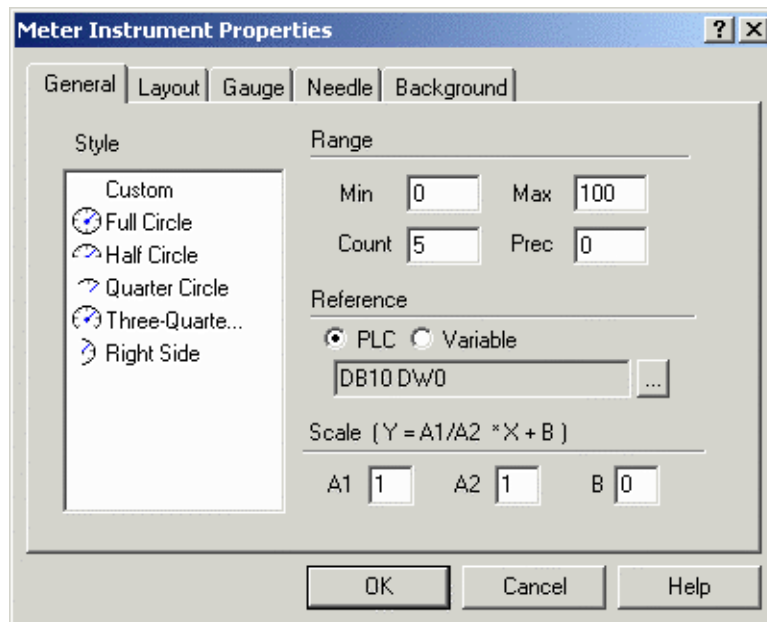 Meter Instrument Properties
General Layout Gauge Needle Background
Style
Custom
Full Circle
Half Circle
Quarter Circle
Three-Quarte...
Right Side
Range
Min 0 Max 100
Count 5 Prec 0
Reference
PLC Variable
DB10 DW0 ...
Scale ( Y = A1/A2 *X + B )
A1 1 A2 1 B 0
OK Cancel Help